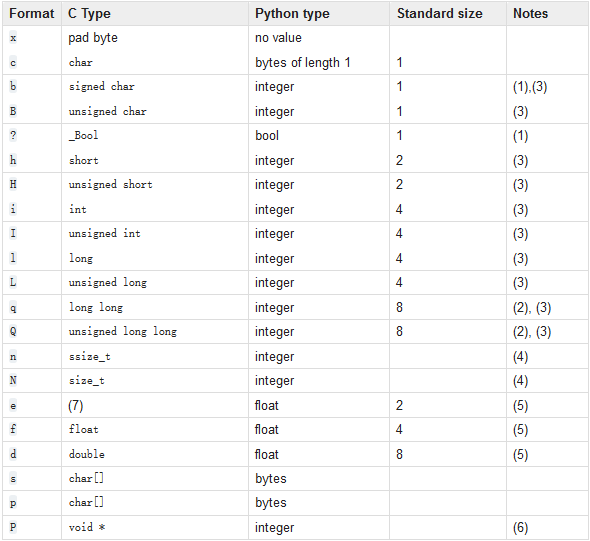 Format C Type Python type Standard size Notes
x pad byte no value
c char bytes of length 1 1
b signed char integer 1 (1),(3)
B unsigned char integer 1 (3)
? _Bool bool 1 (1)
h short integer 2 (3)
H unsigned short integer 2 (3)
i int integer 4 (3)
I unsigned int integer 4 (3)
l long integer 4 (3)
L unsigned long integer 4 (3)
q long long integer 8 (2), (3)
Q unsigned long long integer 8 (2), (3)
n ssize_t integer (4)
N size_t integer (4)
e (7) float 2 (5)
f float float 4 (5)
d double float 8 (5)
s char[] bytes
p char[] bytes
P void * integer (6)